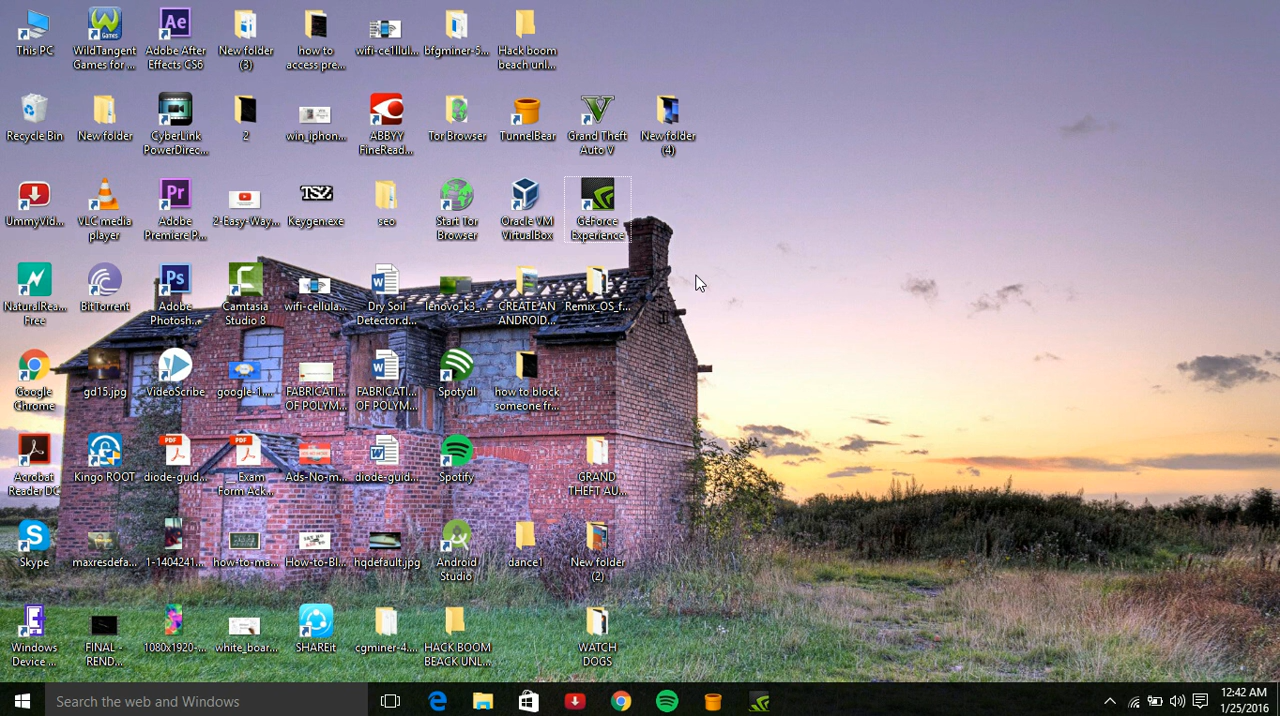 This PC
WildTangent
Games for ...
Adobe After
Effects CS6
New folder
(3)
how to
access pre...
wifi-ce1llul...
bfgminer-5...
Hack boom
beach unl...
Recycle Bin
New folder
CyberLink
PowerDirec...
2
win_iphon...
ABBYY
FineRead...
Tor Browser
TunnelBear
Grand Theft
Auto V
New folder
(4)
UmmyVid...
VLC media
player
Adobe
Premiere P...
2-Easy-Way...
Keygen.exe
seo
Start Tor
Browser
Oracle VM
VirtualBox
GeForce
Experience
NaturalRea...
Free
BitTorrent
Adobe
Photosh...
Camtasia
Studio 8
wifi-cellula...
Dry Soil
Detector.d...
lenovo_k3_...
CREATE AN
ANDROID...
Remix_OS_f...
Google
Chrome
gd15.jpg
VideoScribe
google-1....
FABRICATI...
OF POLYM...
FABRICATI...
OF POLYM...
Spotydl
how to block
someone fr...
Acrobat
Reader DC
Kingo ROOT
diode-guid...
Exam
Form Ack...
Ads-No-m...
diode-guid...
Spotify
GRAND
THEFT AU...
Skype
maxresdefa...
1-1404241...
how-to-ma...
How-to-Bl...
hqdefault.jpg
Android
Studio
dance1
New folder
(2)
Windows
Device ...
FINAL -
REND...
1080x1920-...
white_boar...
SHAREit
cgminer-4....
HACK BOOM
BEACK UNL...
WATCH
DOGS
Search the web and Windows
12:42 AM
1/25/2016